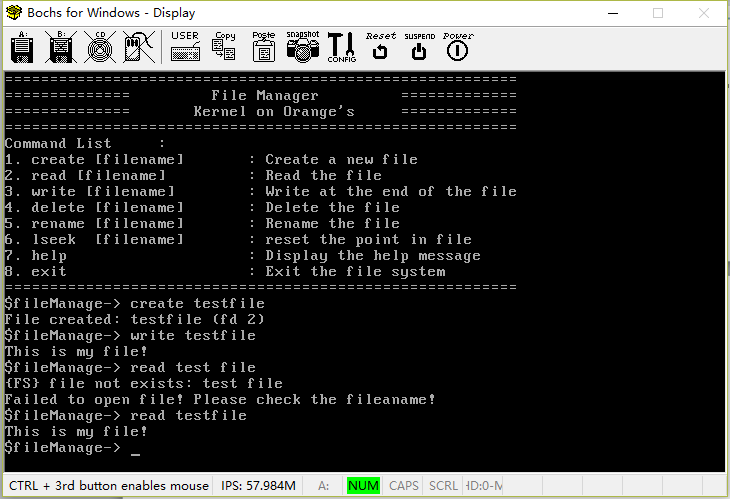 Bochs for Windows - Display
A: B: CD USER Copy Poste snapshot CONFIG Reset SUSPEND Power
==========================================================
==============         File Manager         =============
==============       Kernel on Orange's     =============
==========================================================
Command List     :
1. create [filename]       : Create a new file
2. read [filename]         : Read the file
3. write [filename]        : Write at the end of the file
4. delete [filename]       : Delete the file
5. rename [filename]       : Rename the file
6. lseek  [filename]       : reset the point in file
7. help                    : Display the help message
8. exit                    : Exit the file system
==========================================================
$fileManage-> create testfile
File created: testfile (fd 2)
$fileManage-> write testfile
This is my file!
$fileManage-> read test file
{FS} file not exists: test file
Failed to open file! Please check the fileaname!
$fileManage-> read testfile
This is my file!
$fileManage-> _
CTRL + 3rd button enables mouse IPS: 57.984M A: NUM CAPS SCRL HD:0-M